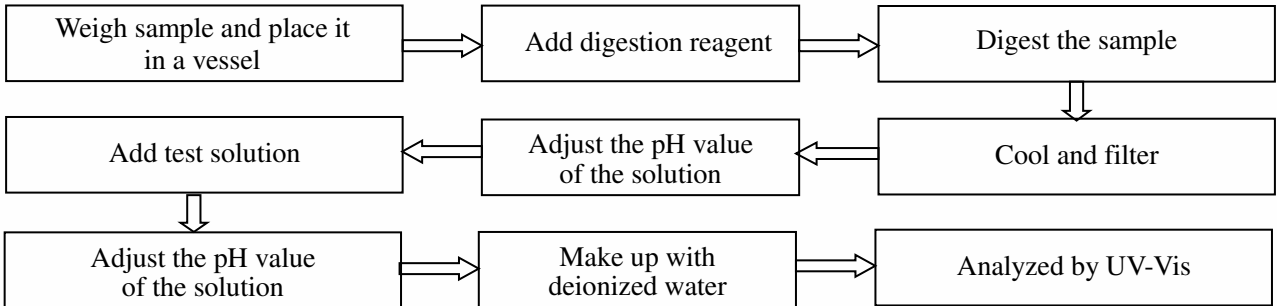 Weigh sample and place it
in a vessel
Add digestion reagent
Digest the sample
Cool and filter
Adjust the pH value
of the solution
Add test solution
Adjust the pH value
of the solution
Make up with
deionized water
Analyzed by UV-Vis